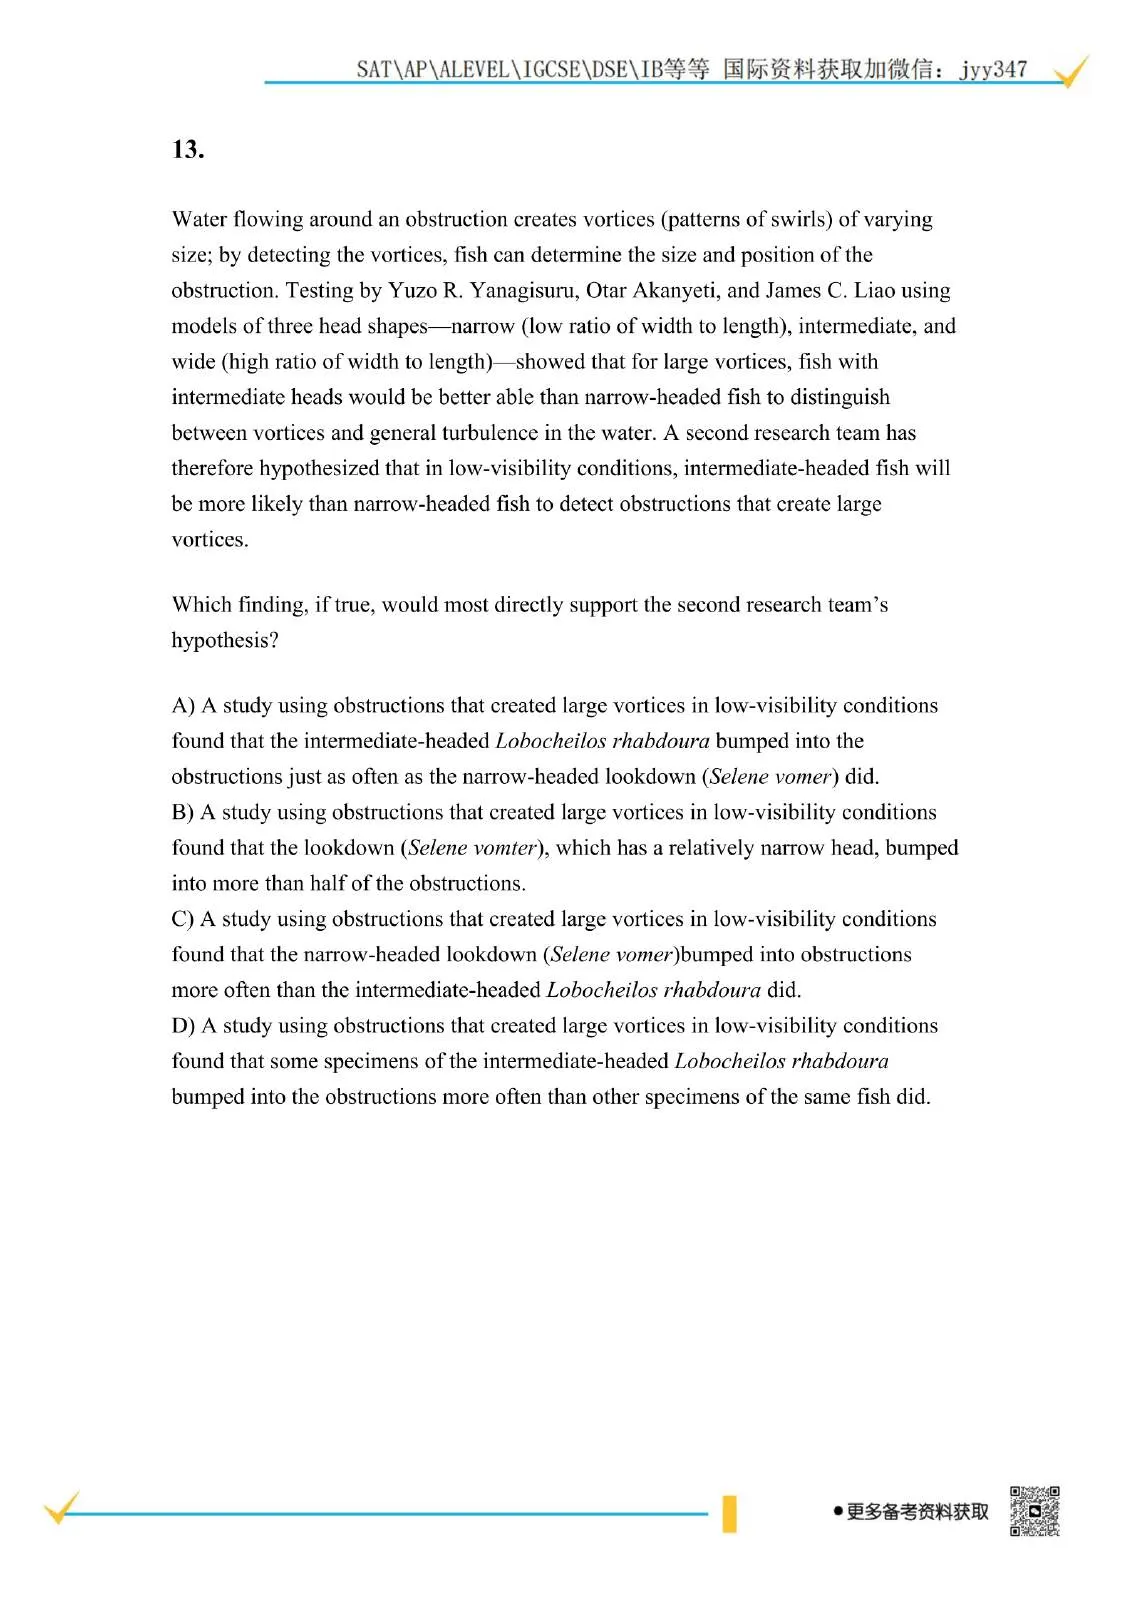 SAT\AP\ALEVEL\IGCSE\DSE\IB等等 国际资料获取加微信：jyy347
13.
Water flowing around an obstruction creates vortices (patterns of swirls) of varying
size; by detecting the vortices, fish can determine the size and position of the
obstruction. Testing by Yuzo R. Yanagisuru, Otar Akanyeti, and James C. Liao using
models of three head shapes—narrow (low ratio of width to length), intermediate, and
wide (high ratio of width to length)—showed that for large vortices, fish with
intermediate heads would be better able than narrow-headed fish to distinguish
between vortices and general turbulence in the water. A second research team has
therefore hypothesized that in low-visibility conditions, intermediate-headed fish will
be more likely than narrow-headed fish to detect obstructions that create large
vortices.
Which finding, if true, would most directly support the second research team’s
hypothesis?
A) A study using obstructions that created large vortices in low-visibility conditions
found that the intermediate-headed Lobocheilos rhabdoura bumped into the
obstructions just as often as the narrow-headed lookdown (Selene vomer) did.
B) A study using obstructions that created large vortices in low-visibility conditions
found that the lookdown (Selene vomter), which has a relatively narrow head, bumped
into more than half of the obstructions.
C) A study using obstructions that created large vortices in low-visibility conditions
found that the narrow-headed lookdown (Selene vomer)bumped into obstructions
more often than the intermediate-headed Lobocheilos rhabdoura did.
D) A study using obstructions that created large vortices in low-visibility conditions
found that some specimens of the intermediate-headed Lobocheilos rhabdoura
bumped into the obstructions more often than other specimens of the same fish did.
●更多备考资料获取